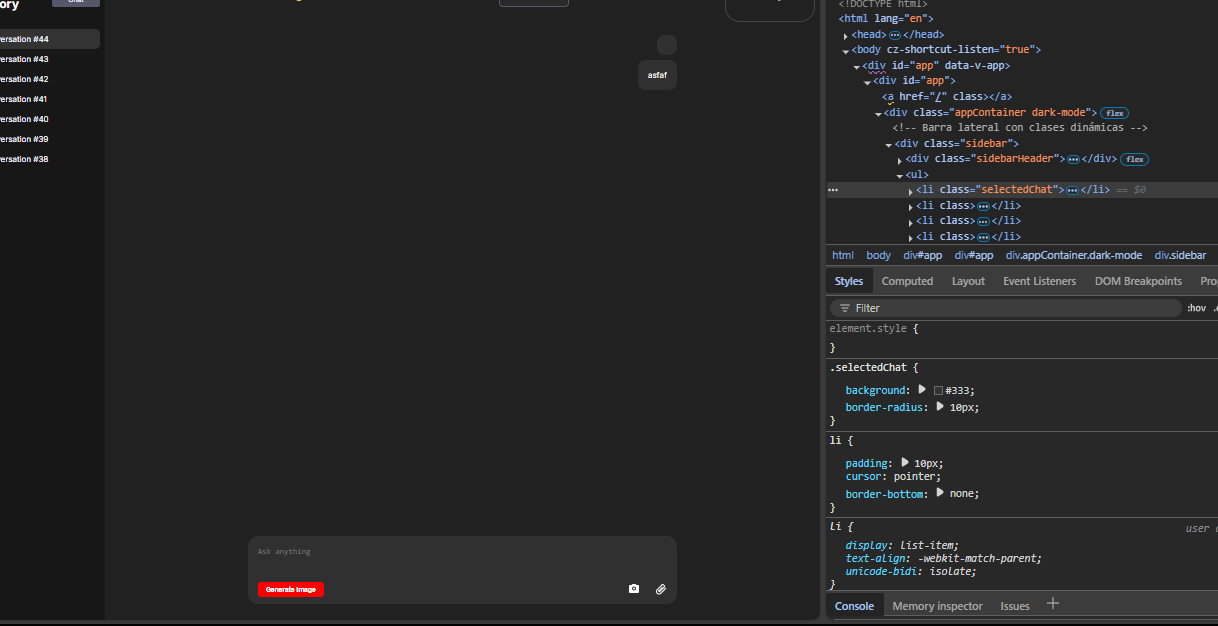 ory
Chat
ersation #44
ersation #43
ersation #42
ersation #41
ersation #40
ersation #39
ersation #38
asfaf
Ask anything
Generate Image
<!DOCTYPE html>
<html lang="en">
<head> ••• </head>
<body cz-shortcut-listen="true">
<div id="app" data-v-app>
<div id="app">
<a href="/" class></a>
<div class="appContainer dark-mode"> flex
<!-- Barra lateral con clases dinámicas -->
<div class="sidebar">
<div class="sidebarHeader"> ••• </div> flex
<ul>
••• <li class="selectedChat"> ••• </li> == $0
<li class> ••• </li>
<li class> ••• </li>
<li class> ••• </li>
html body div#app div#app div.appContainer.dark-mode div.sidebar
Styles Computed Layout Event Listeners DOM Breakpoints Prop
Filter :hov .c
element.style {
}
.selectedChat {
background: #333;
border-radius: 10px;
}
li {
padding: 10px;
cursor: pointer;
border-bottom: none;
}
li { user
display: list-item;
text-align: -webkit-match-parent;
unicode-bidi: isolate;
}
Console Memory inspector Issues +